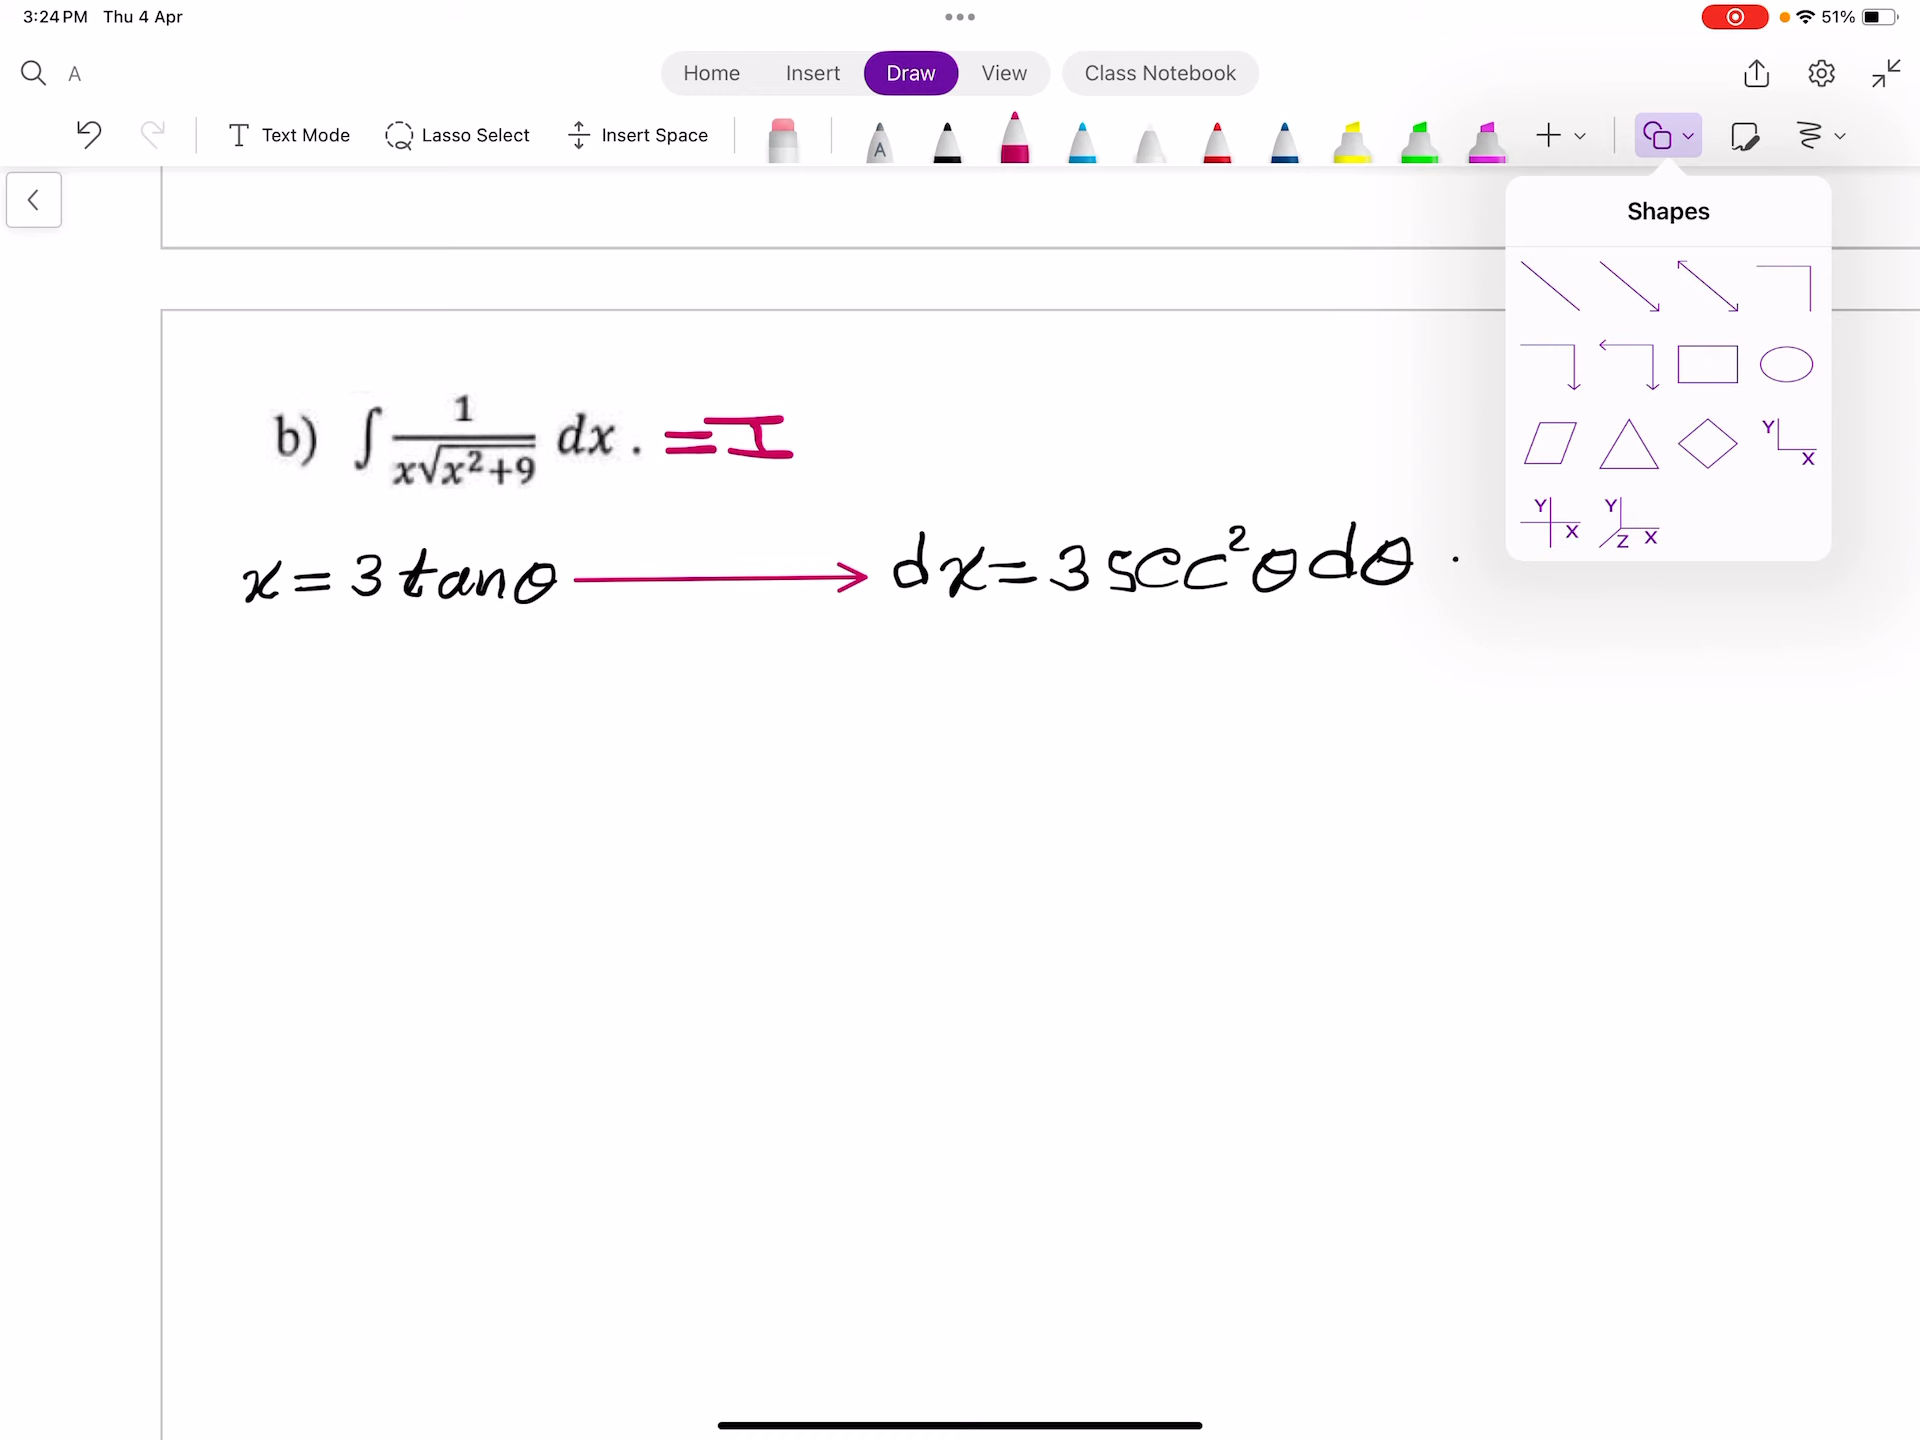 3:24 PM Thu 4 Apr
51%
A
Home Insert Draw View Class Notebook
Text Mode Lasso Select Insert Space
A
Shapes
Y X
Y X Y Z X
b) ∫ 1/(x√(x²+9)) dx . = I
x = 3 tanθ → dx = 3 sec²θ dθ .